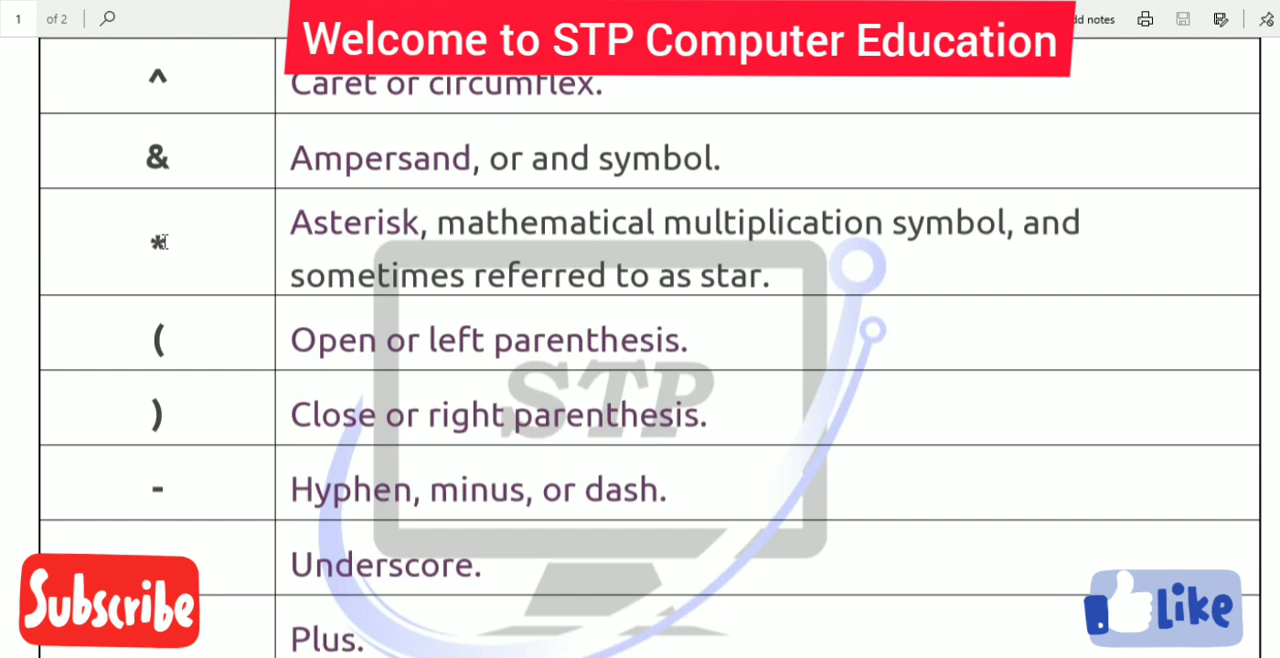 1 of 2
dd notes
Welcome to STP Computer Education
^ Caret or circumflex.
& Ampersand, or and symbol.
* Asterisk, mathematical multiplication symbol, and
sometimes referred to as star.
( Open or left parenthesis.
STP
) Close or right parenthesis.
- Hyphen, minus, or dash.
Underscore.
Subscribe
Like
Plus.